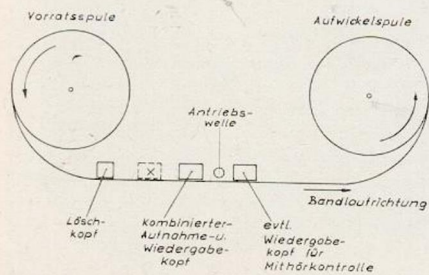 Vorratsspule
Aufwickelspule
Antriebs-
welle
x
Bandlaufrichtung
Lösch-
kopf
kombinierter-
Aufnahme-u.
Wiedergabe-
kopf
evtl.
Wiedergabe-
kopf für
Mithörkontrolle